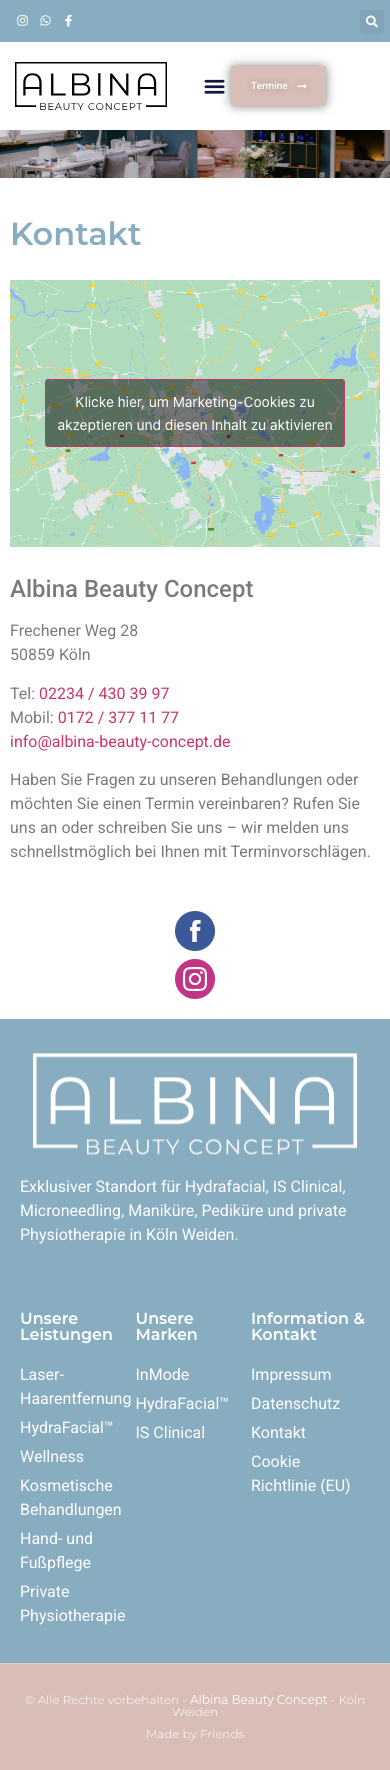 ALBINA
BEAUTY CONCEPT
Termine
Kontakt
Klicke hier, um Marketing-Cookies zu
akzeptieren und diesen Inhalt zu aktivieren
Albina Beauty Concept
Frechener Weg 28
50859 Köln
Tel: 02234 / 430 39 97
Mobil: 0172 / 377 11 77
info@albina-beauty-concept.de
Haben Sie Fragen zu unseren Behandlungen oder
möchten Sie einen Termin vereinbaren? Rufen Sie
uns an oder schreiben Sie uns – wir melden uns
schnellstmöglich bei Ihnen mit Terminvorschlägen.
ALBINA
BEAUTY CONCEPT
Exklusiver Standort für Hydrafacial, IS Clinical,
Microneedling, Maniküre, Pediküre und private
Physiotherapie in Köln Weiden.
Unsere
Leistungen
Laser-
Haarentfernung
HydraFacial™
Wellness
Kosmetische
Behandlungen
Hand- und
Fußpflege
Private
Physiotherapie
Unsere
Marken
InMode
HydraFacial™
IS Clinical
Information &
Kontakt
Impressum
Datenschutz
Kontakt
Cookie
Richtlinie (EU)
© Alle Rechte vorbehalten - Albina Beauty Concept - Köln
Weiden
Made by Friends